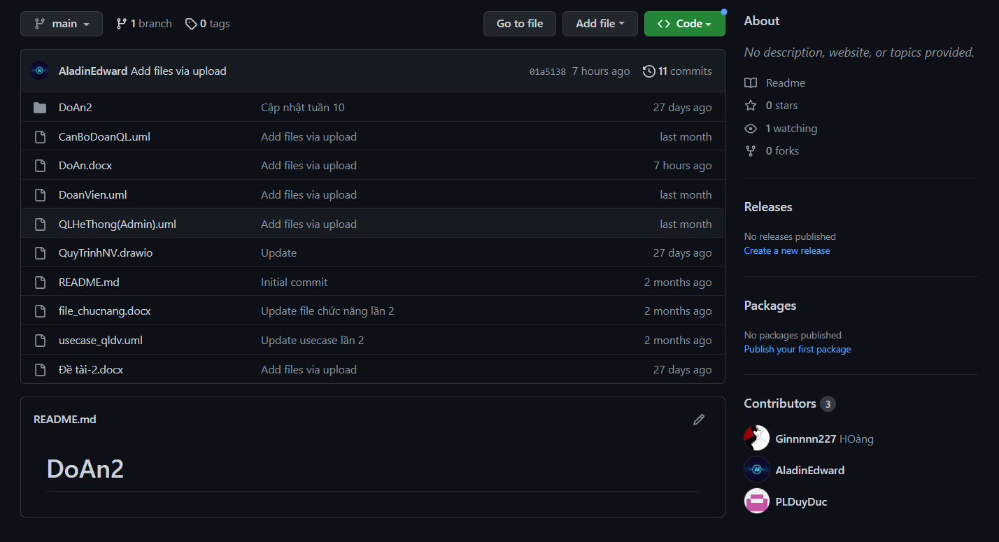 main
1 branch
0 tags
Go to file
Add file
Code
AladinEdward Add files via upload
01a5138 7 hours ago 11 commits
DoAn2 Cập nhật tuần 10 27 days ago
CanBoDoanQL.uml Add files via upload last month
DoAn.docx Add files via upload 7 hours ago
DoanVien.uml Add files via upload last month
QLHeThong(Admin).uml Add files via upload last month
QuyTrinhNV.drawio Update 27 days ago
README.md Initial commit 2 months ago
file_chucnang.docx Update file chức năng lần 2 2 months ago
usecase_qldv.uml Update usecase lần 2 2 months ago
Đề tài-2.docx Add files via upload 27 days ago
README.md
DoAn2
About
No description, website, or topics provided.
Readme
0 stars
1 watching
0 forks
Releases
No releases published
Create a new release
Packages
No packages published
Publish your first package
Contributors 3
Ginnnnn227 HOàng
AI AladinEdward
PLDuyDuc